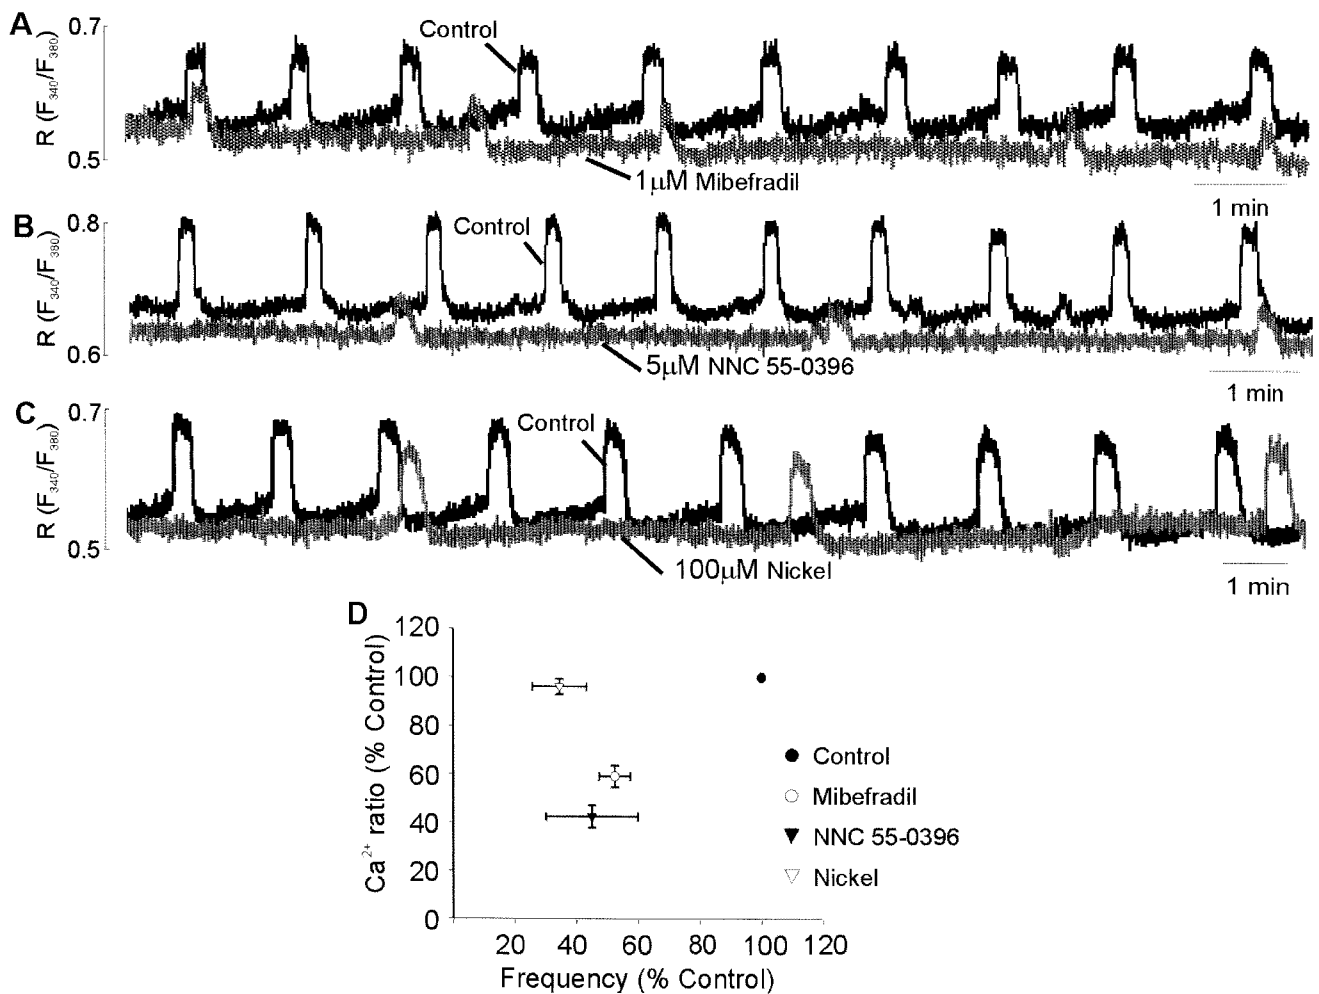 A
0.7
0.5
R (F340/F380)
Control
1µM Mibefradil
1 min
B
0.8
0.6
R (F340/F380)
Control
5µM NNC 55-0396
1 min
C
0.7
0.5
R (F340/F380)
Control
100µM Nickel
1 min
D
120
100
80
60
40
20
0
Ca2+ ratio (% Control)
Control
Mibefradil
NNC 55-0396
Nickel
20 40 60 80 100 120
Frequency (% Control)